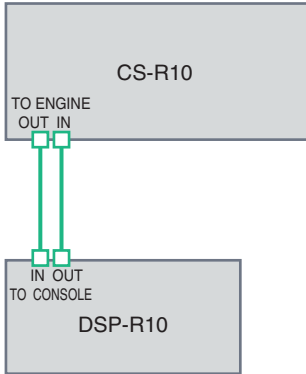 CS-R10
TO ENGINE
OUT IN
IN OUT
TO CONSOLE
DSP-R10